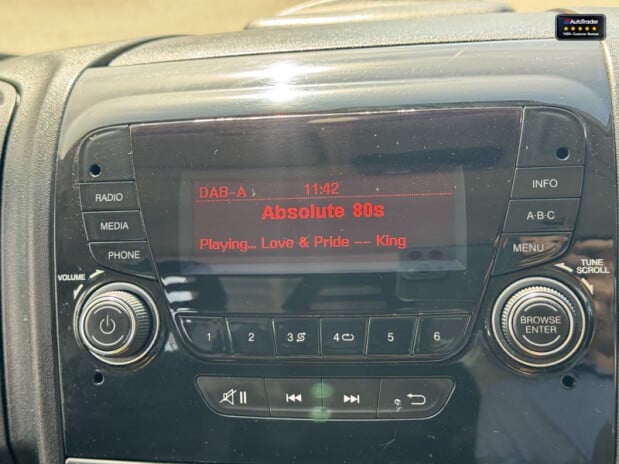 AutoTrader
DAB-A 11:42
Absolute 80s
Playing... Love & Pride -- King
RADIO
MEDIA
PHONE
INFO
A·B·C
MENU
VOLUME
TUNE
SCROLL
BROWSE
ENTER
1 2 3 4 5 6